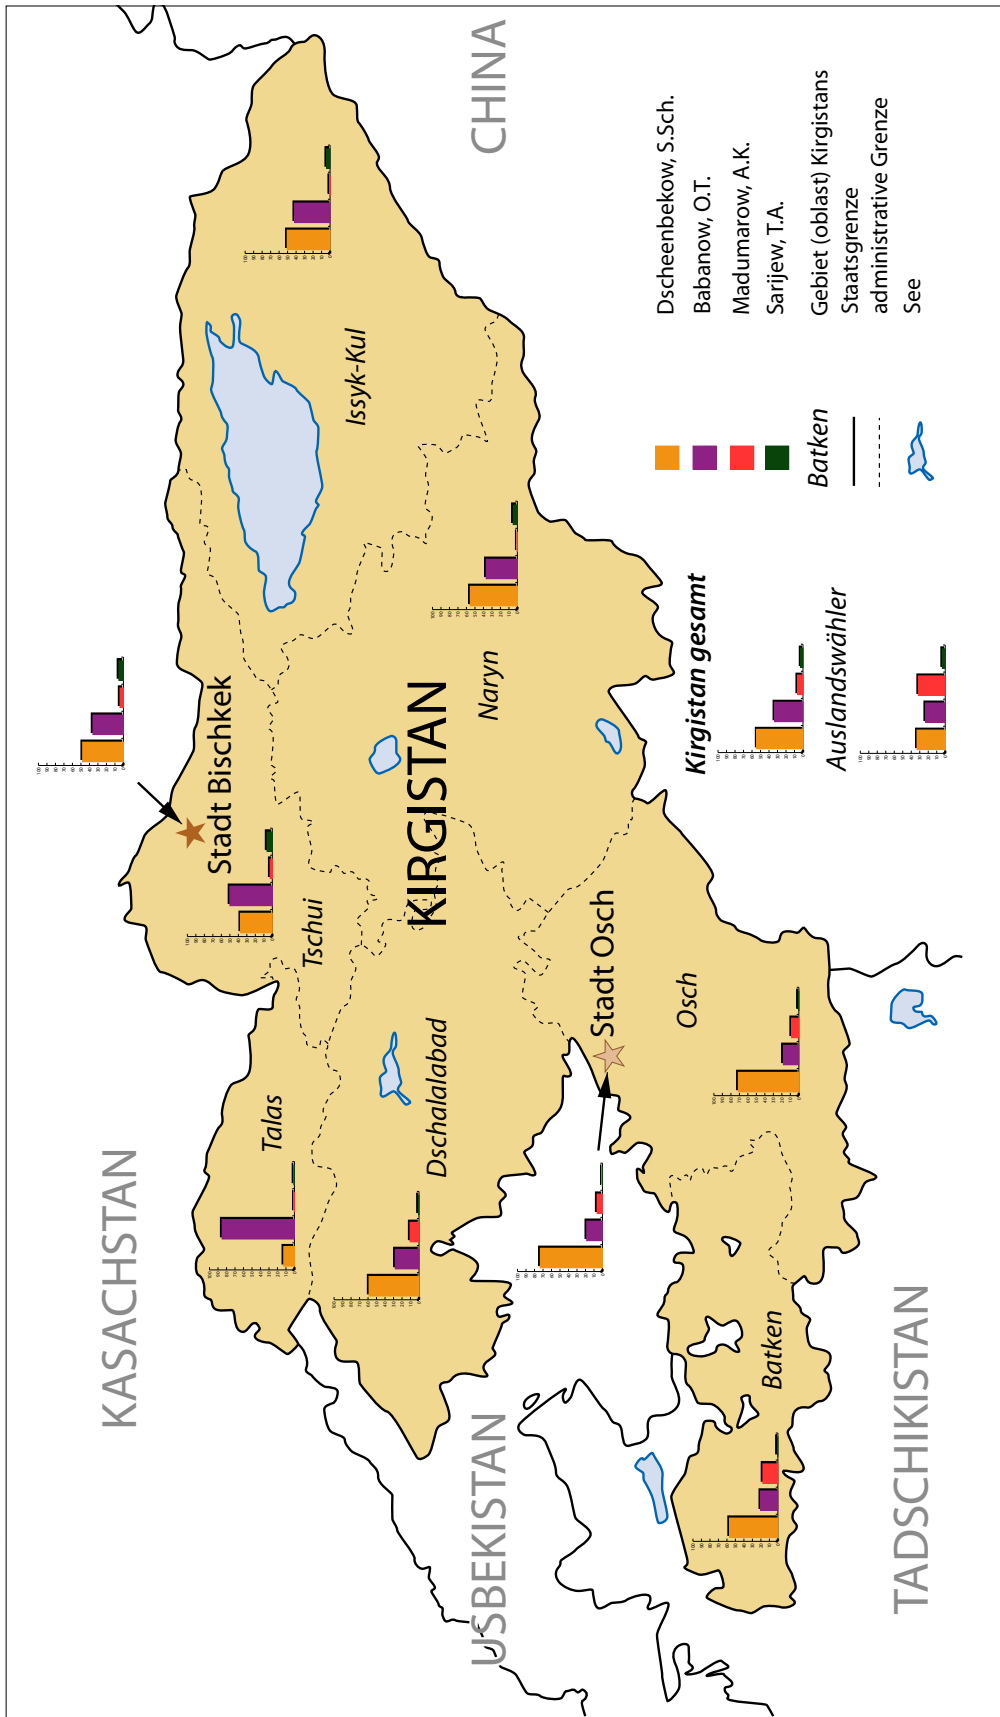 KASACHSTAN
CHINA
USBEKISTAN
TADSCHIKISTAN
KIRGISTAN
Stadt Bischkek
Talas
Tschui
Issyk-Kul
Naryn
Dschalalabad
Stadt Osch
Osch
Batken
Kirgistan gesamt
Auslandswähler
Dscheenbekow, S.Sch.
Babanow, O.T.
Madumarow, A.K.
Sarijew, T.A.
Batken Gebiet (oblast) Kirgistans
Staatsgrenze
administrative Grenze
See